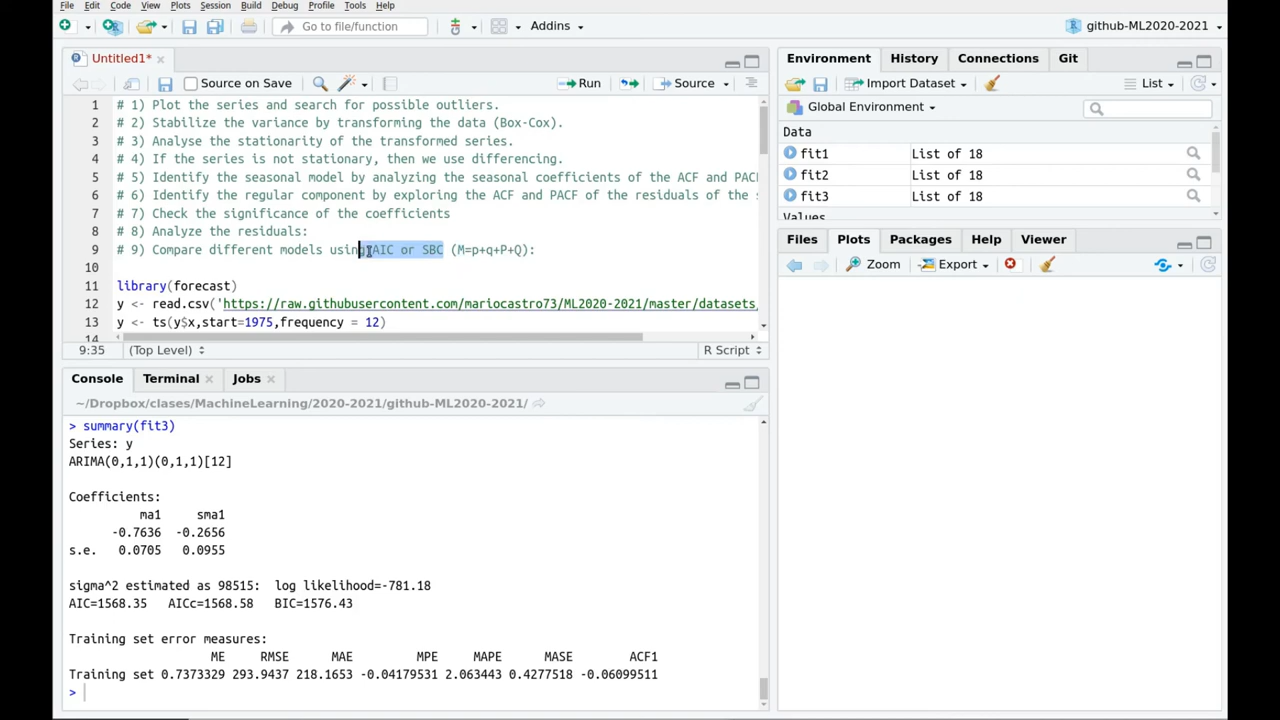 File Edit Code View Plots Session Build Debug Profile Tools Help
Go to file/function
Addins
github-ML2020-2021
Untitled1*
Source on Save
Run
Source
1 # 1) Plot the series and search for possible outliers.
2 # 2) Stabilize the variance by transforming the data (Box-Cox).
3 # 3) Analyse the stationarity of the transformed series.
4 # 4) If the series is not stationary, then we use differencing.
5 # 5) Identify the seasonal model by analyzing the seasonal coefficients of the ACF and PACF
6 # 6) Identify the regular component by exploring the ACF and PACF of the residuals of the s
7 # 7) Check the significance of the coefficients
8 # 8) Analyze the residuals:
9 # 9) Compare different models using AIC or SBC (M=p+q+P+Q):
10
11 library(forecast)
12 y <- read.csv('https://raw.githubusercontent.com/mariocastro73/ML2020-2021/master/datasets,
13 y <- ts(y$x,start=1975,frequency = 12)
14
9:35 (Top Level) R Script
Console Terminal Jobs
~/Dropbox/clases/MachineLearning/2020-2021/github-ML2020-2021/
> summary(fit3)
Series: y
ARIMA(0,1,1)(0,1,1)[12]
Coefficients:
ma1 sma1
-0.7636 -0.2656
s.e. 0.0705 0.0955
sigma^2 estimated as 98515: log likelihood=-781.18
AIC=1568.35 AICc=1568.58 BIC=1576.43
Training set error measures:
ME RMSE MAE MPE MAPE MASE ACF1
Training set 0.7373329 293.9437 218.1653 -0.04179531 2.063443 0.4277518 -0.06099511
>
Environment History Connections Git
Import Dataset
List
Global Environment
Data
fit1 List of 18
fit2 List of 18
fit3 List of 18
Values
Files Plots Packages Help Viewer
Zoom Export